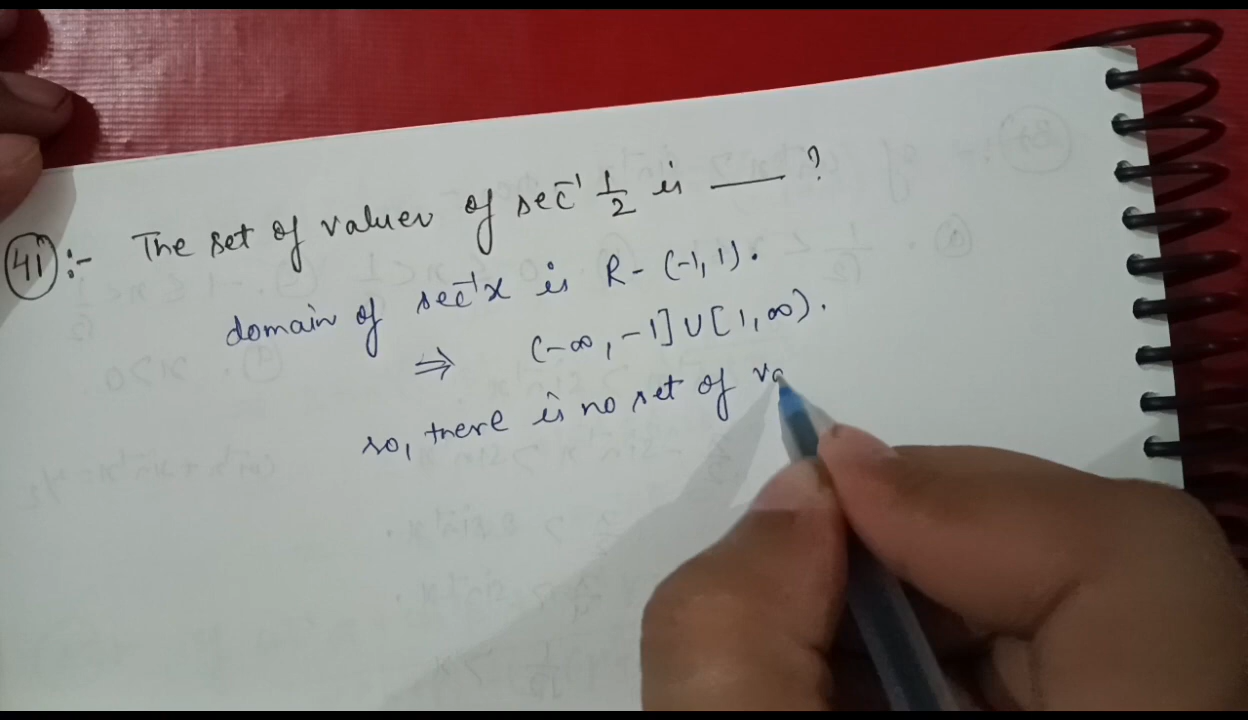 41 :- The set of values of sec⁻¹ 1/2 is ___ ?
domain of sec⁻¹x is R - (-1, 1).
⇒ (-∞, -1] ∪ [1, ∞).
so, there is no set of va